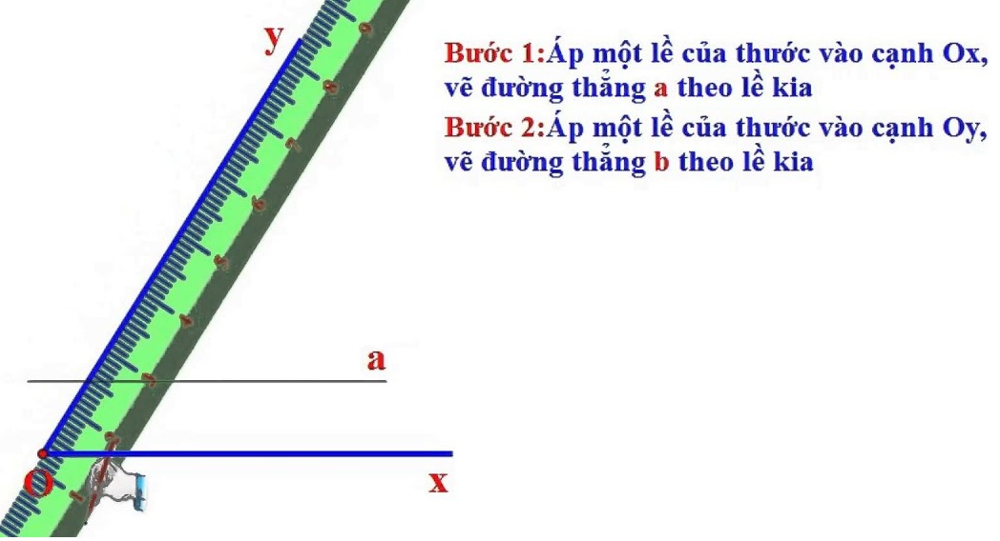 y
Bước 1:Áp một lề của thước vào cạnh Ox,
vẽ đường thẳng a theo lề kia
Bước 2:Áp một lề của thước vào cạnh Oy,
vẽ đường thẳng b theo lề kia
a
O
x